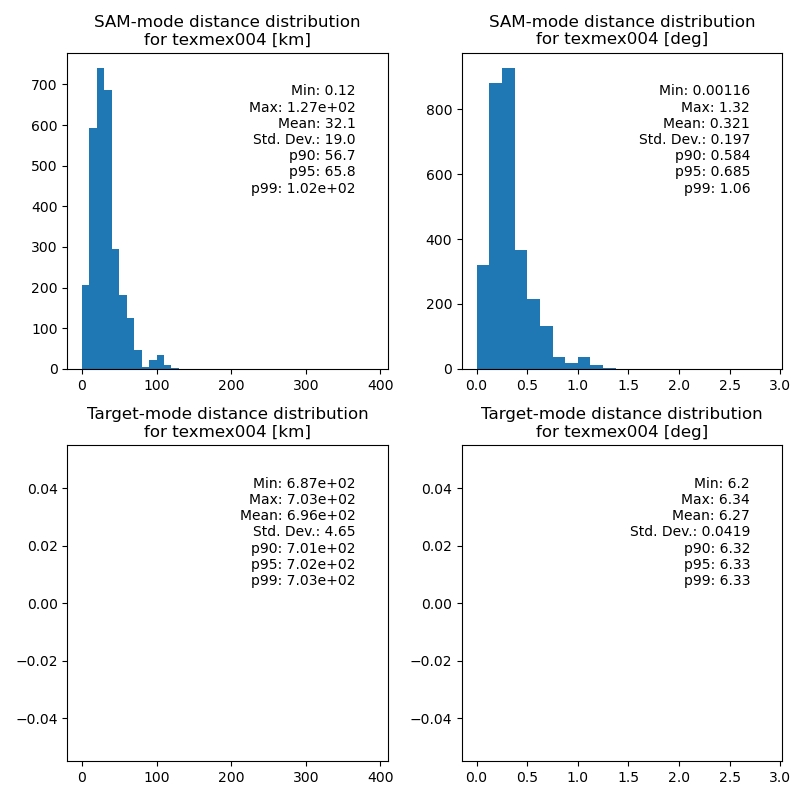 SAM-mode distance distribution
for texmex004 [km]
Min: 0.12
Max: 1.27e+02
Mean: 32.1
Std. Dev.: 19.0
p90: 56.7
p95: 65.8
p99: 1.02e+02
700
600
500
400
300
200
100
0
0 100 200 300 400
SAM-mode distance distribution
for texmex004 [deg]
Min: 0.00116
Max: 1.32
Mean: 0.321
Std. Dev.: 0.197
p90: 0.584
p95: 0.685
p99: 1.06
800
600
400
200
0
0.0 0.5 1.0 1.5 2.0 2.5 3.0
Target-mode distance distribution
for texmex004 [km]
Min: 6.87e+02
Max: 7.03e+02
Mean: 6.96e+02
Std. Dev.: 4.65
p90: 7.01e+02
p95: 7.02e+02
p99: 7.03e+02
0.04
0.02
0.00
−0.02
−0.04
0 100 200 300 400
Target-mode distance distribution
for texmex004 [deg]
Min: 6.2
Max: 6.34
Mean: 6.27
Std. Dev.: 0.0419
p90: 6.32
p95: 6.33
p99: 6.33
0.04
0.02
0.00
−0.02
−0.04
0.0 0.5 1.0 1.5 2.0 2.5 3.0